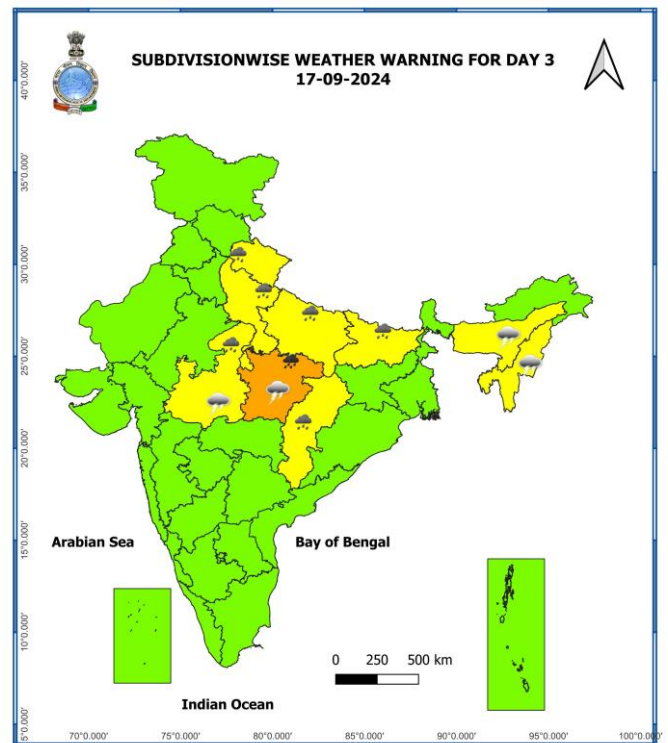 SUBDIVISIONWISE WEATHER WARNING FOR DAY 3
17-09-2024
40°0.000'
35°0.000'
30°0.000'
25°0.000'
20°0.000'
15°0.000'
10°0.000'
5°0.000'
Arabian Sea
Bay of Bengal
0 250 500 km
Indian Ocean
70°0.000' 75°0.000' 80°0.000' 85°0.000' 90°0.000' 95°0.000' 100°0.000'